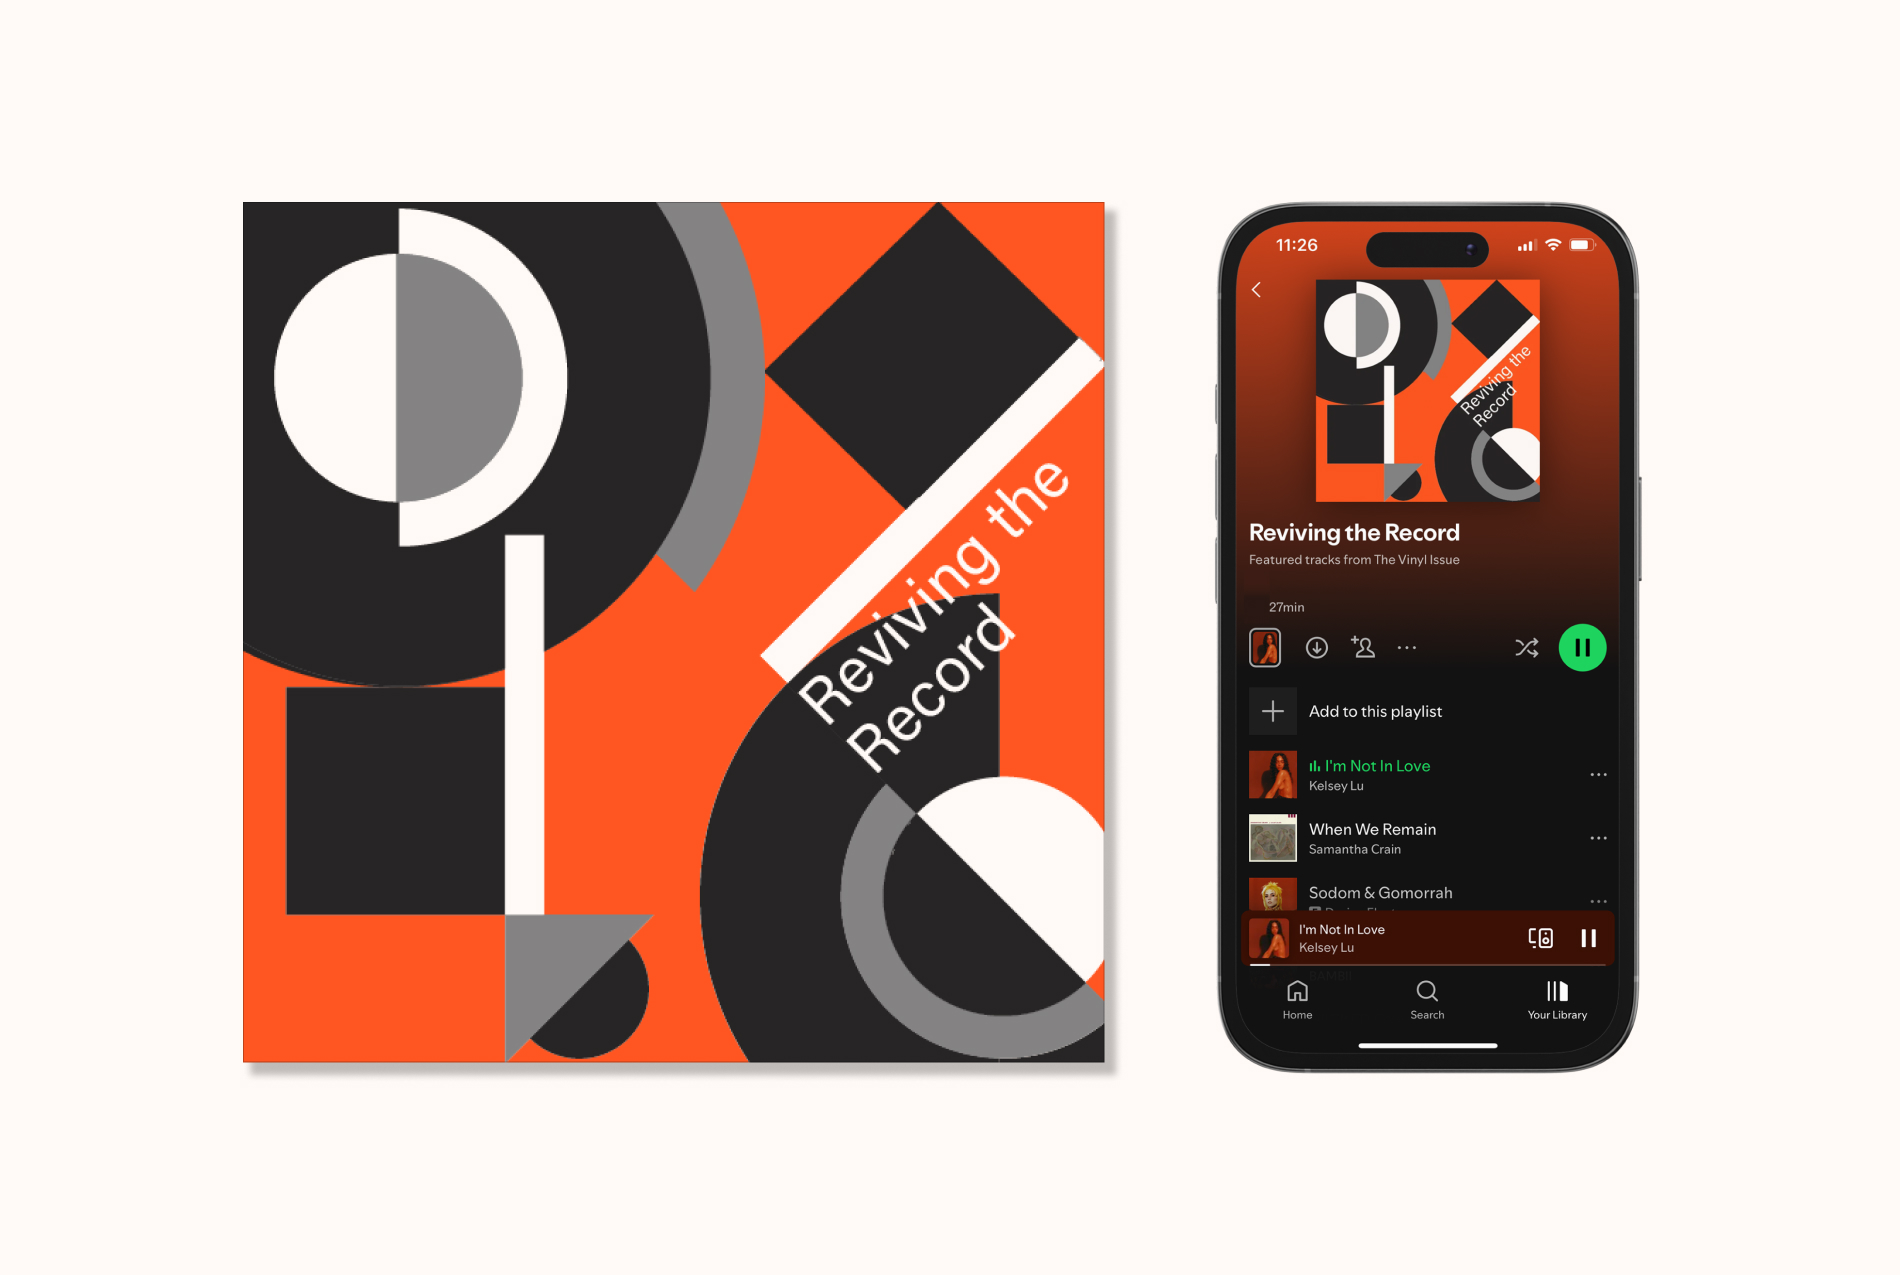 Reviving the
Record
11:26
Reviving the
Record
Reviving the Record
Featured tracks from The Vinyl Issue
27min
Add to this playlist
I'm Not In Love
Kelsey Lu
When We Remain
Samantha Crain
Sodom & Gomorrah
I'm Not In Love
Kelsey Lu
Home
Search
Your Library